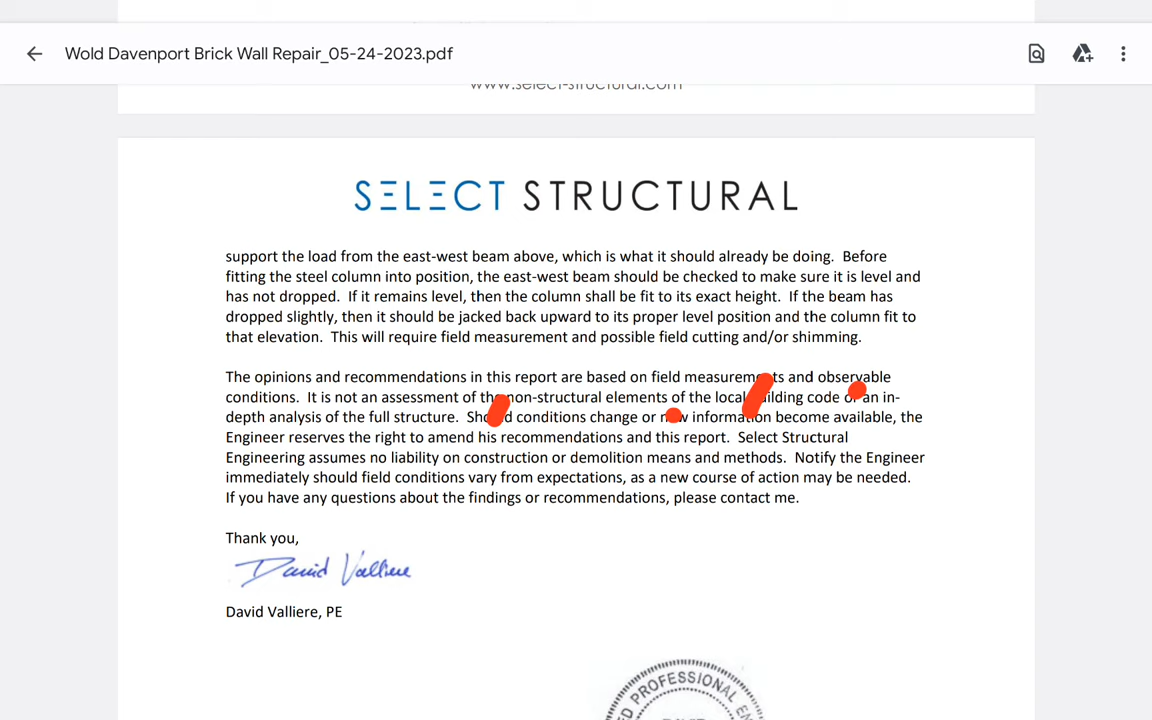 Wold Davenport Brick Wall Repair_05-24-2023.pdf
www.select-structural.com
SELECT STRUCTURAL
support the load from the east-west beam above, which is what it should already be doing. Before
fitting the steel column into position, the east-west beam should be checked to make sure it is level and
has not dropped. If it remains level, then the column shall be fit to its exact height. If the beam has
dropped slightly, then it should be jacked back upward to its proper level position and the column fit to
that elevation. This will require field measurement and possible field cutting and/or shimming.
The opinions and recommendations in this report are based on field measurements and observable
conditions. It is not an assessment of the non-structural elements of the local building code or an in-
depth analysis of the full structure. Should conditions change or new information become available, the
Engineer reserves the right to amend his recommendations and this report. Select Structural
Engineering assumes no liability on construction or demolition means and methods. Notify the Engineer
immediately should field conditions vary from expectations, as a new course of action may be needed.
If you have any questions about the findings or recommendations, please contact me.
Thank you,
David Valliere
David Valliere, PE
PROFESSIONAL